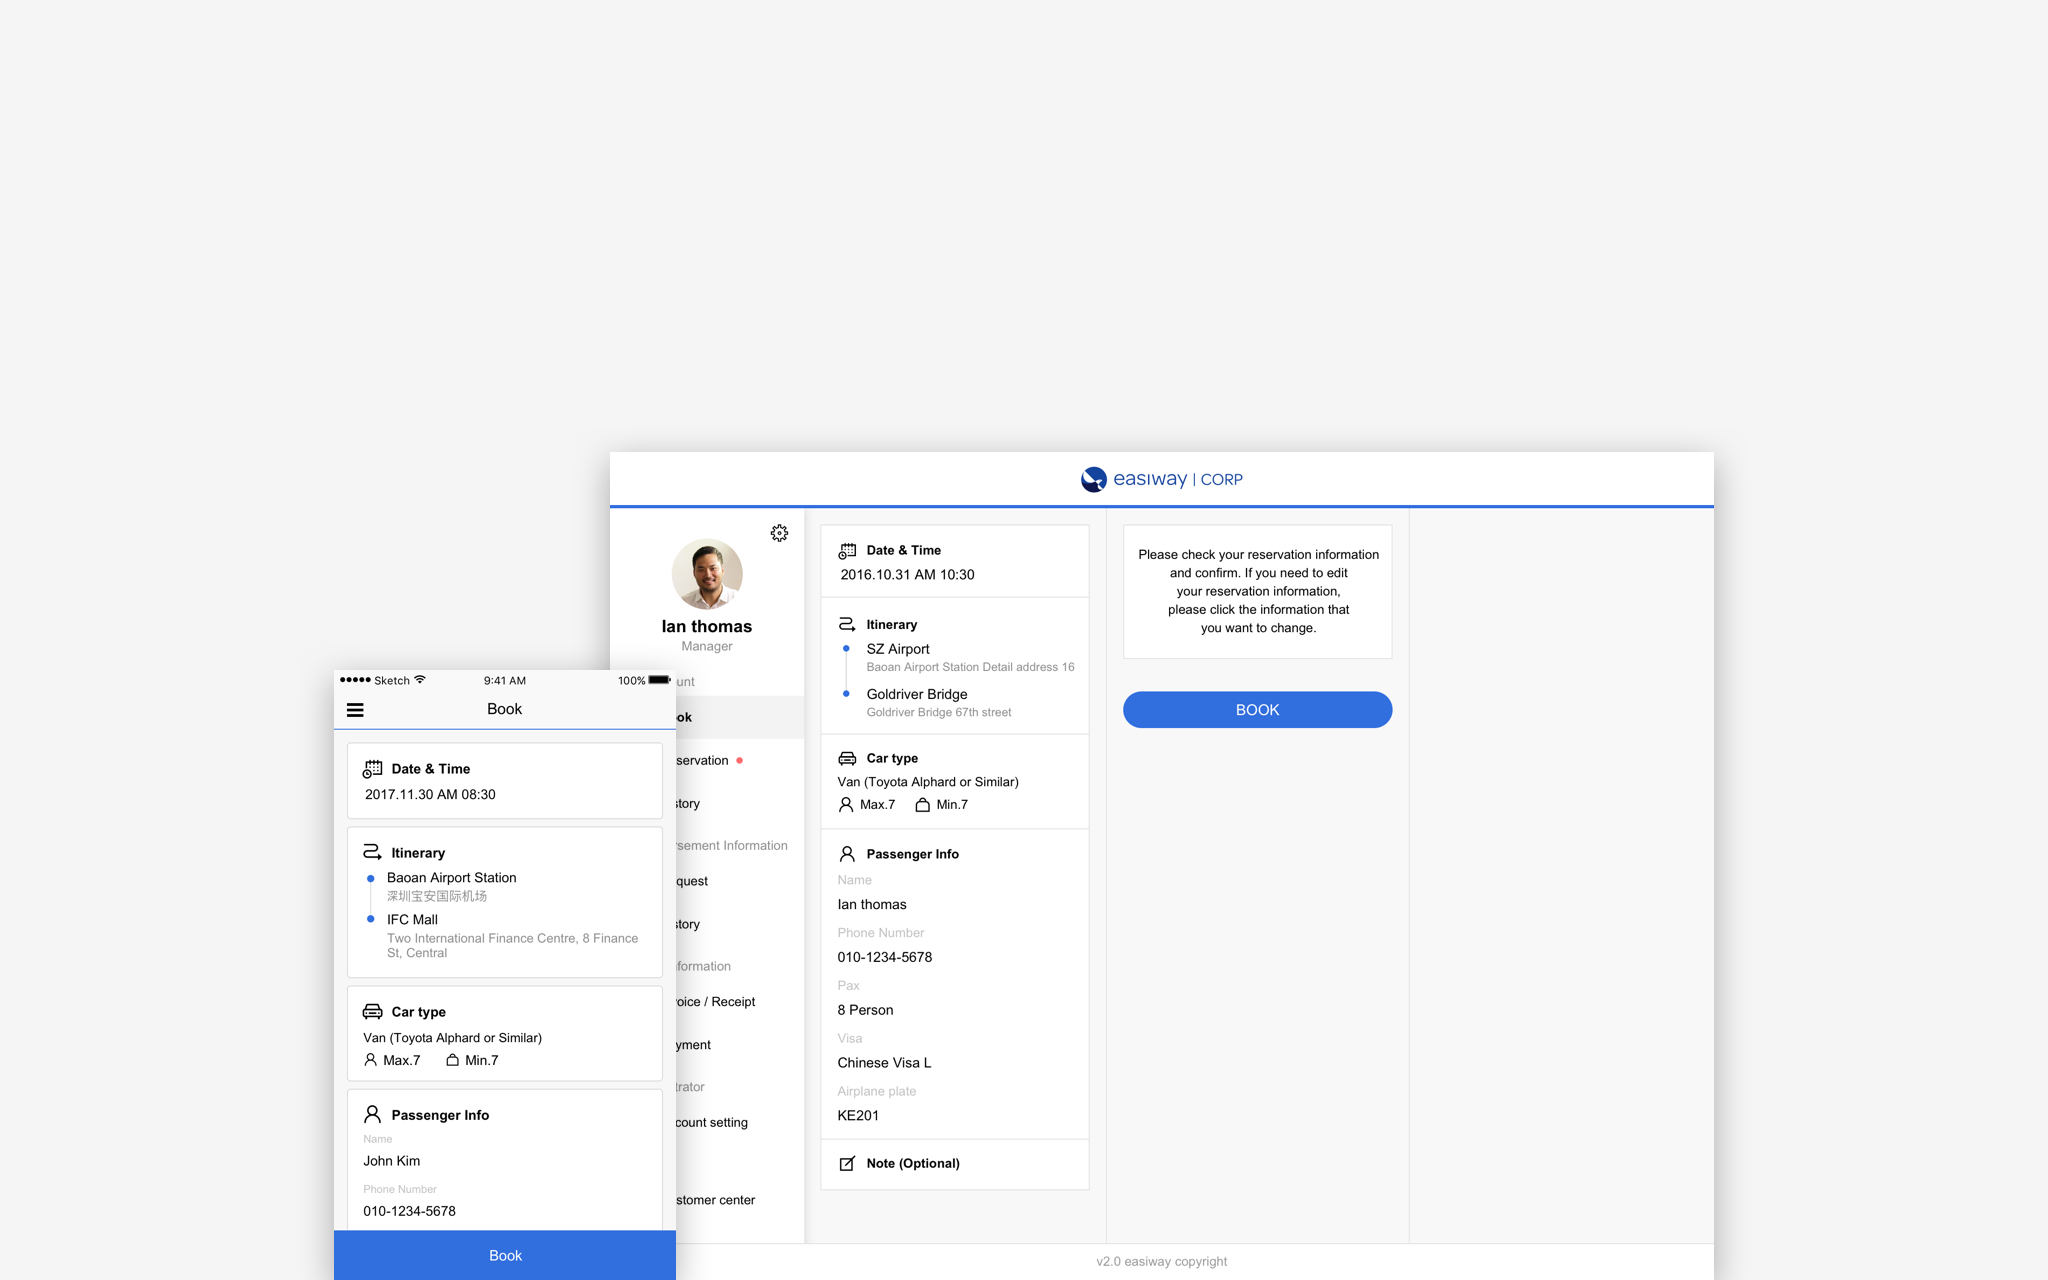 easiway | CORP
Ian thomas
Manager
Date & Time
2016.10.31 AM 10:30
Itinerary
SZ Airport
Baoan Airport Station Detail address 16
Goldriver Bridge
Goldriver Bridge 67th street
Car type
Van (Toyota Alphard or Similar)
Max.7 Min.7
Passenger Info
Name
Ian thomas
Phone Number
010-1234-5678
Pax
8 Person
Visa
Chinese Visa L
Airplane plate
KE201
Note (Optional)
Please check your reservation information
and confirm. If you need to edit
your reservation information,
please click the information that
you want to change.
BOOK
unt
ok
servation
story
rsement Information
quest
story
formation
voice / Receipt
yment
trator
count setting
stomer center
v2.0 easiway copyright
Sketch 9:41 AM 100%
Book
Date & Time
2017.11.30 AM 08:30
Itinerary
Baoan Airport Station
深圳宝安国际机场
IFC Mall
Two International Finance Centre, 8 Finance
St, Central
Car type
Van (Toyota Alphard or Similar)
Max.7 Min.7
Passenger Info
Name
John Kim
Phone Number
010-1234-5678
Book